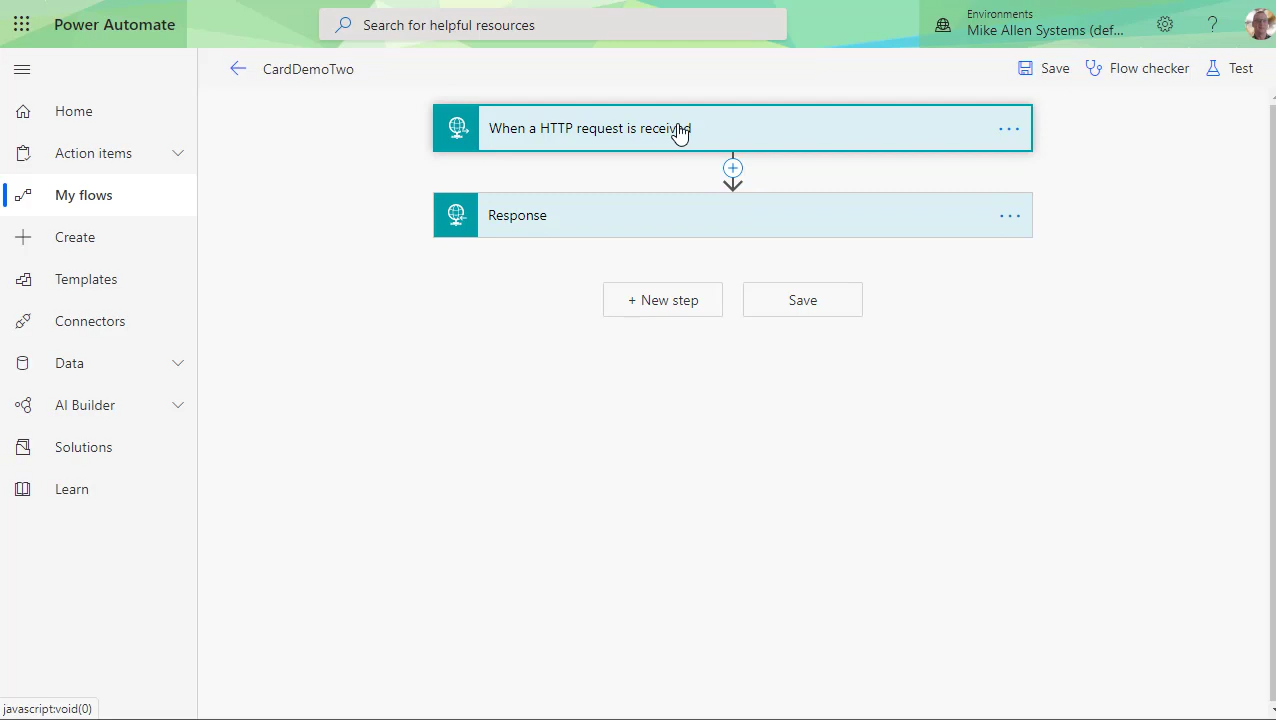 Power Automate
Search for helpful resources
Environments
Mike Allen Systems (def...
?
CardDemoTwo
Save
Flow checker
Test
Home
Action items
My flows
Create
Templates
Connectors
Data
AI Builder
Solutions
Learn
When a HTTP request is received
...
+
Response
...
+ New step
Save
javascript:void(0)